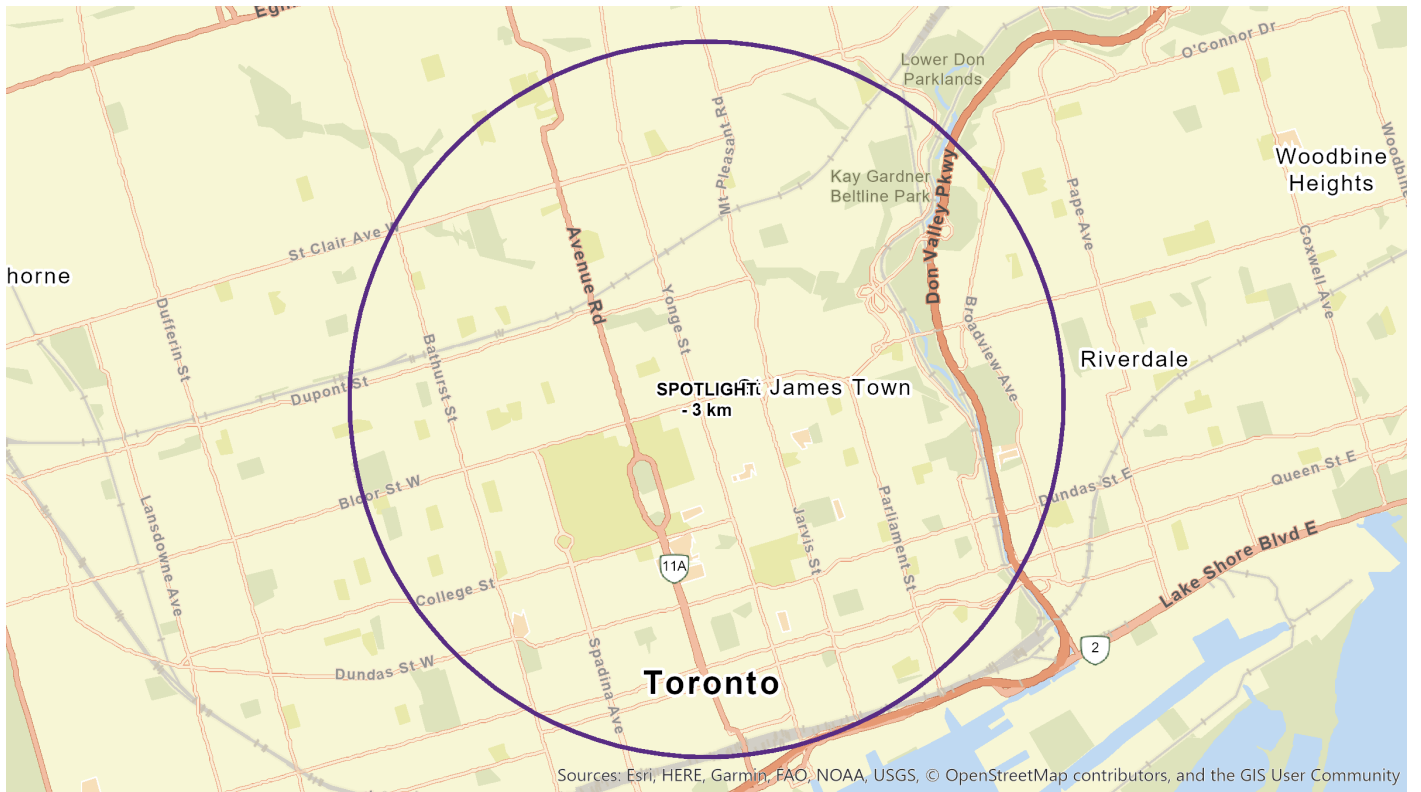 Egli
O'Connor Dr
Lower Don
Parklands
Mt Pleasant Rd
Woodbine
Woodbine
Heights
Kay Gardner
Beltline Park
Don Valley Pkwy
Pape Ave
St Clair Ave W
Avenue Rd
Coxwell Ave
horne
Dufferin St
Yonge St
Broadview Ave
Bathurst St
Riverdale
Dupont St
SPOTLIGHT
- 3 km
St James Town
Bloor St W
Dundas St E
Queen St E
Lansdowne Ave
Jarvis St
Parliament St
11A
Lake Shore Blvd E
College St
2
Dundas St W
Spadina Ave
Toronto
Sources: Esri, HERE, Garmin, FAO, NOAA, USGS, © OpenStreetMap contributors, and the GIS User Community